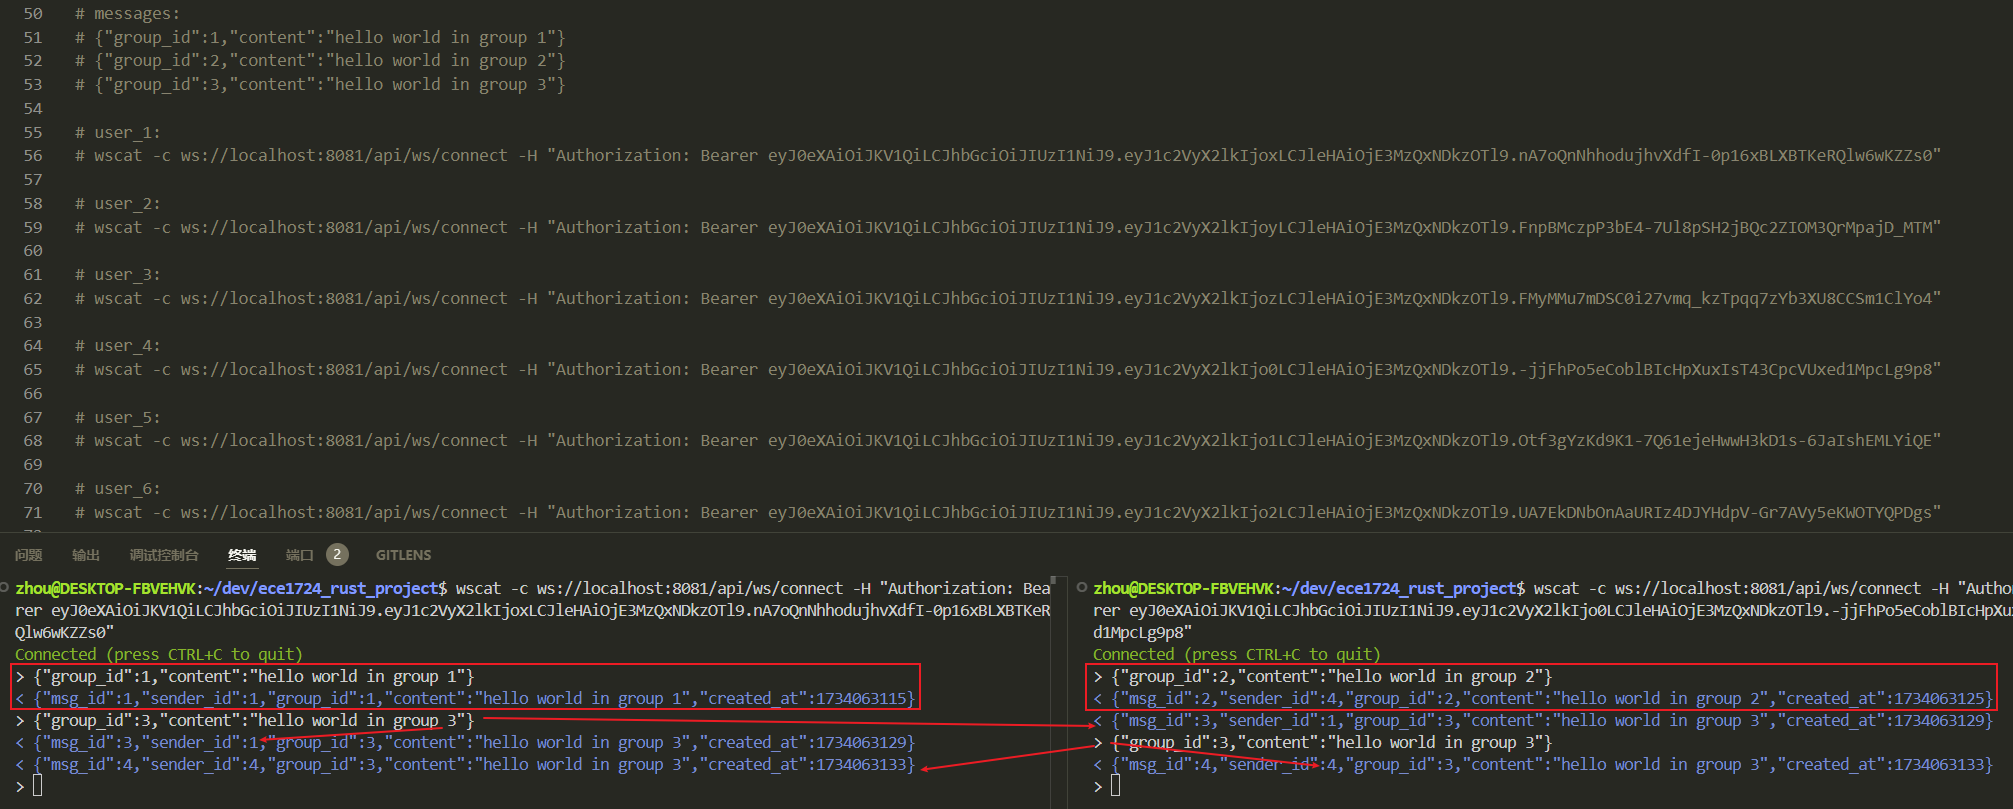 50 # messages:
51 # {"group_id":1,"content":"hello world in group 1"}
52 # {"group_id":2,"content":"hello world in group 2"}
53 # {"group_id":3,"content":"hello world in group 3"}
54
55 # user_1:
56 # wscat -c ws://localhost:8081/api/ws/connect -H "Authorization: Bearer eyJ0eXAiOiJKV1QiLCJhbGciOiJIUzI1NiJ9.eyJ1c2VyX2lkIjoxLCJleHAiOjE3MzQxNDkzOTl9.nA7oQnNhhodujhvXdfI-0p16xBLXBTKeRQlw6wKZZs0"
57
58 # user_2:
59 # wscat -c ws://localhost:8081/api/ws/connect -H "Authorization: Bearer eyJ0eXAiOiJKV1QiLCJhbGciOiJIUzI1NiJ9.eyJ1c2VyX2lkIjoyLCJleHAiOjE3MzQxNDkzOTl9.FnpBMczpP3bE4-7Ul8pSH2jBQc2ZIOM3QrMpajD_MTM"
60
61 # user_3:
62 # wscat -c ws://localhost:8081/api/ws/connect -H "Authorization: Bearer eyJ0eXAiOiJKV1QiLCJhbGciOiJIUzI1NiJ9.eyJ1c2VyX2lkIjozLCJleHAiOjE3MzQxNDkzOTl9.FMyMMu7mDSC0i27vmq_kzTpqq7zYb3XU8CCSm1ClYo4"
63
64 # user_4:
65 # wscat -c ws://localhost:8081/api/ws/connect -H "Authorization: Bearer eyJ0eXAiOiJKV1QiLCJhbGciOiJIUzI1NiJ9.eyJ1c2VyX2lkIjo0LCJleHAiOjE3MzQxNDkzOTl9.-jjFhPo5eCoblBIcHpXuxIsT43CpcVUxed1MpcLg9p8"
66
67 # user_5:
68 # wscat -c ws://localhost:8081/api/ws/connect -H "Authorization: Bearer eyJ0eXAiOiJKV1QiLCJhbGciOiJIUzI1NiJ9.eyJ1c2VyX2lkIjo1LCJleHAiOjE3MzQxNDkzOTl9.Otf3gYzKd9K1-7Q61ejeHwwH3kD1s-6JaIshEMLYiQE"
69
70 # user_6:
71 # wscat -c ws://localhost:8081/api/ws/connect -H "Authorization: Bearer eyJ0eXAiOiJKV1QiLCJhbGciOiJIUzI1NiJ9.eyJ1c2VyX2lkIjo2LCJleHAiOjE3MzQxNDkzOTl9.UA7EkDNbOnAaURIz4DJYHdpV-Gr7AVy5eKWOTYQPDgs"
问题 输出 调试控制台 终端 端口 2 GITLENS
zhou@DESKTOP-FBVEHVK:~/dev/ece1724_rust_project$ wscat -c ws://localhost:8081/api/ws/connect -H "Authorization: Bea
rer eyJ0eXAiOiJKV1QiLCJhbGciOiJIUzI1NiJ9.eyJ1c2VyX2lkIjoxLCJleHAiOjE3MzQxNDkzOTl9.nA7oQnNhhodujhvXdfI-0p16xBLXBTKeR
Qlw6wKZZs0"
Connected (press CTRL+C to quit)
> {"group_id":1,"content":"hello world in group 1"}
< {"msg_id":1,"sender_id":1,"group_id":1,"content":"hello world in group 1","created_at":1734063115}
> {"group_id":3,"content":"hello world in group 3"}
< {"msg_id":3,"sender_id":1,"group_id":3,"content":"hello world in group 3","created_at":1734063129}
< {"msg_id":4,"sender_id":4,"group_id":3,"content":"hello world in group 3","created_at":1734063133}
>
zhou@DESKTOP-FBVEHVK:~/dev/ece1724_rust_project$ wscat -c ws://localhost:8081/api/ws/connect -H "Author
rer eyJ0eXAiOiJKV1QiLCJhbGciOiJIUzI1NiJ9.eyJ1c2VyX2lkIjo0LCJleHAiOjE3MzQxNDkzOTl9.-jjFhPo5eCoblBIcHpXux
d1MpcLg9p8"
Connected (press CTRL+C to quit)
> {"group_id":2,"content":"hello world in group 2"}
< {"msg_id":2,"sender_id":4,"group_id":2,"content":"hello world in group 2","created_at":1734063125}
< {"msg_id":3,"sender_id":1,"group_id":3,"content":"hello world in group 3","created_at":1734063129}
> {"group_id":3,"content":"hello world in group 3"}
< {"msg_id":4,"sender_id":4,"group_id":3,"content":"hello world in group 3","created_at":1734063133}
>